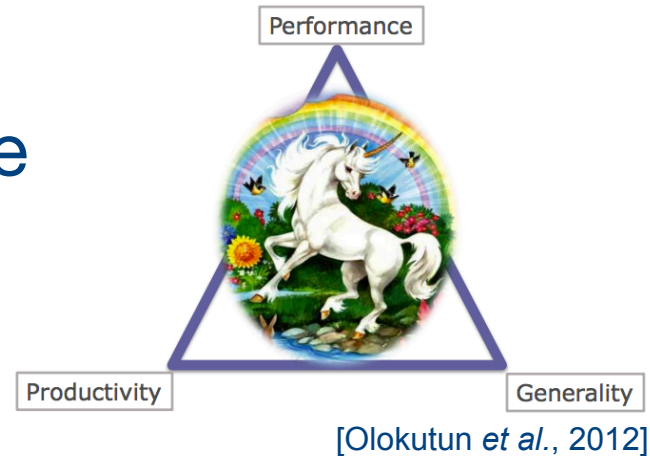 Performance
e
Productivity
Generality
[Olokutun et al., 2012]